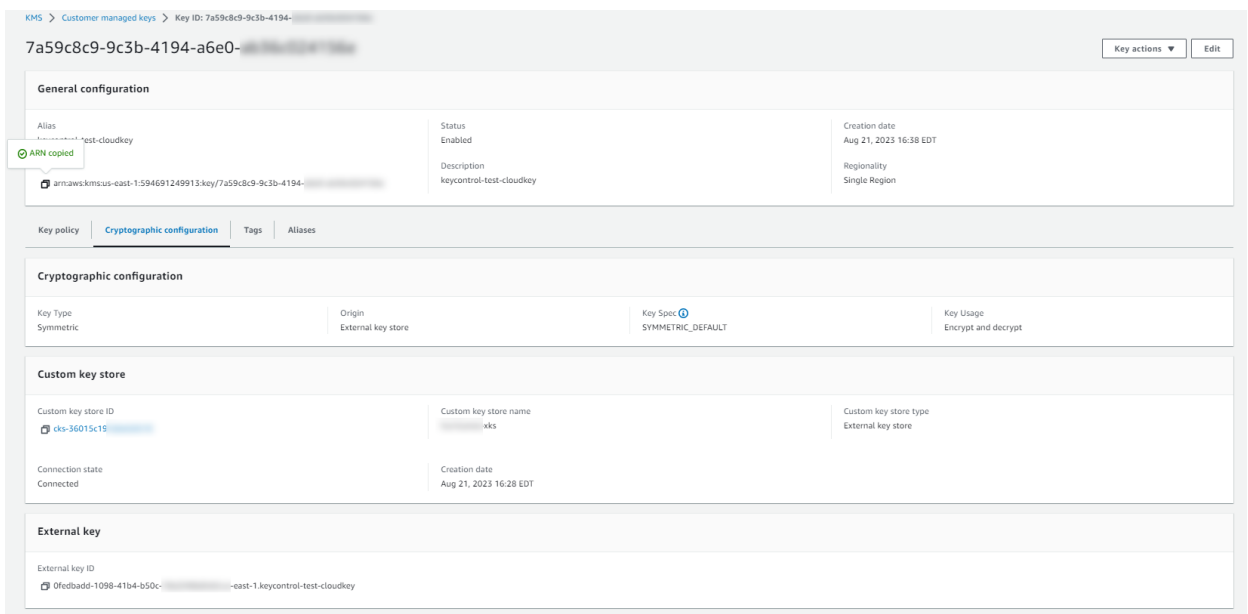 KMS > Customer managed keys > Key ID: 7a59c8c9-9c3b-4194-
7a59c8c9-9c3b-4194-a6e0-
Key actions ▼ Edit
General configuration
Alias
test-cloudkey
ARN copied
arn:aws:kms:us-east-1:594691249913:key/7a59c8c9-9c3b-4194-
Status
Enabled
Description
keycontrol-test-cloudkey
Creation date
Aug 21, 2023 16:38 EDT
Regionality
Single Region
Key policy Cryptographic configuration Tags Aliases
Cryptographic configuration
Key Type
Symmetric
Origin
External key store
Key Spec
SYMMETRIC_DEFAULT
Key Usage
Encrypt and decrypt
Custom key store
Custom key store ID
cks-36015c19
Custom key store name
xks
Custom key store type
External key store
Connection state
Connected
Creation date
Aug 21, 2023 16:28 EDT
External key
External key ID
0fedbadd-1098-41b4-b50c- -east-1.keycontrol-test-cloudkey